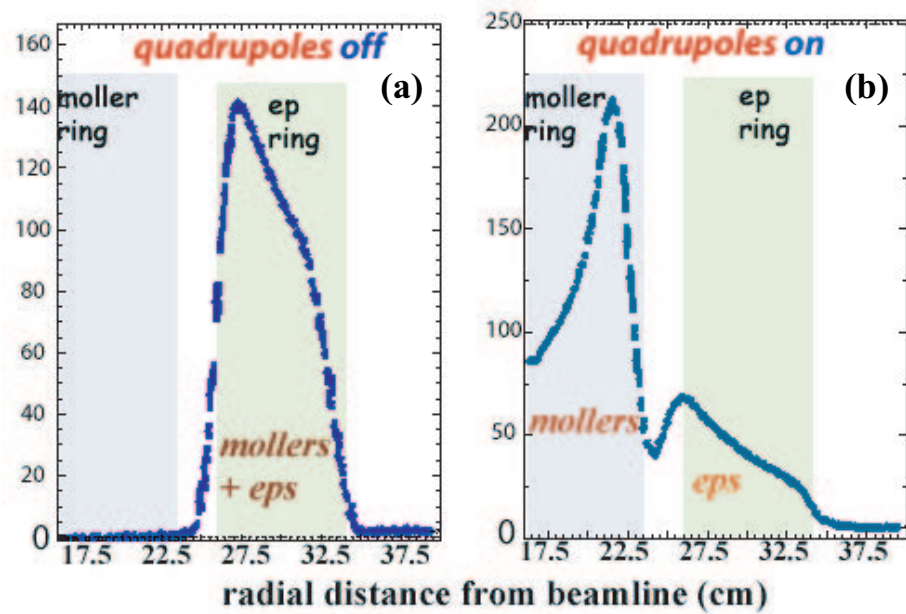 quadrupoles off
(a)
moller
ring
ep
ring
mollers
+ eps
160
140
120
100
80
60
40
20
0
17.5 22.5 27.5 32.5 37.5
quadrupoles on
(b)
moller
ring
ep
ring
mollers
eps
250
200
150
100
50
0
17.5 22.5 27.5 32.5 37.5
radial distance from beamline (cm)